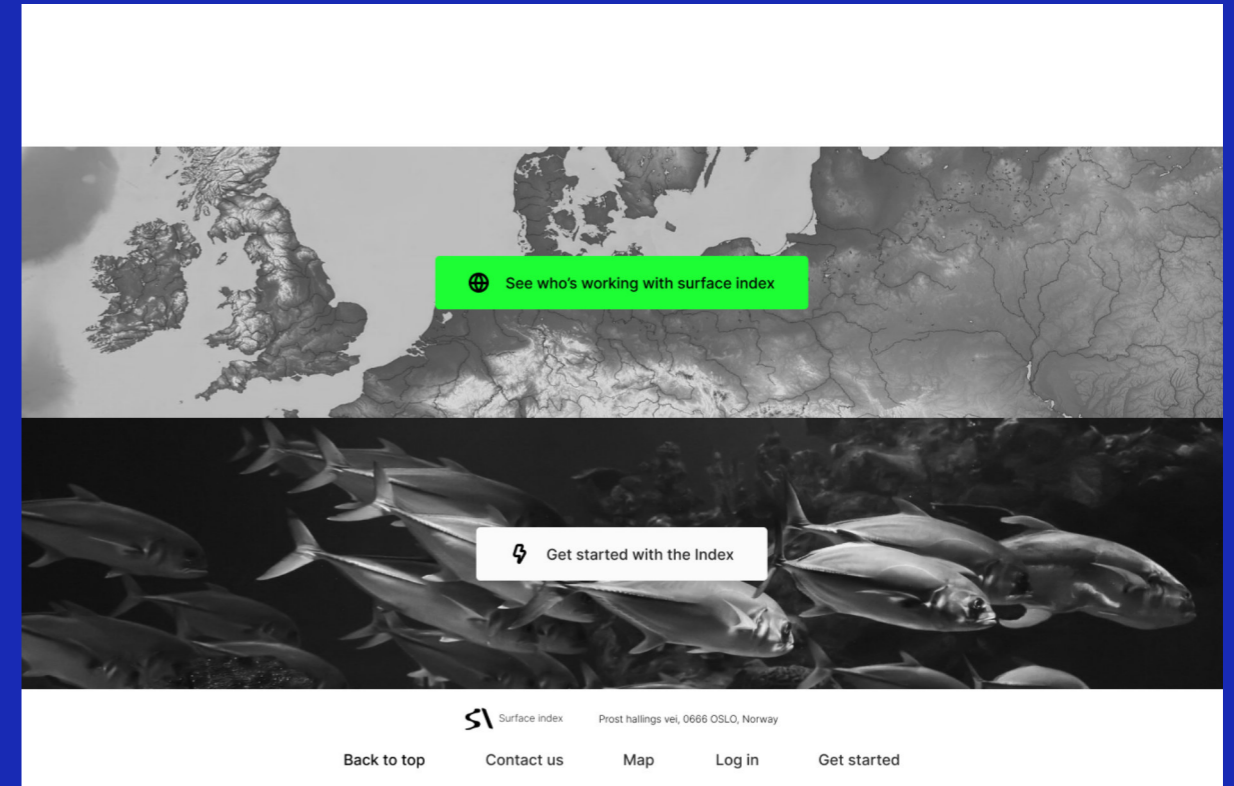 See who’s working with surface index
Get started with the Index
SI Surface index
Prost hallings vei, 0666 OSLO, Norway
Back to top
Contact us
Map
Log in
Get started